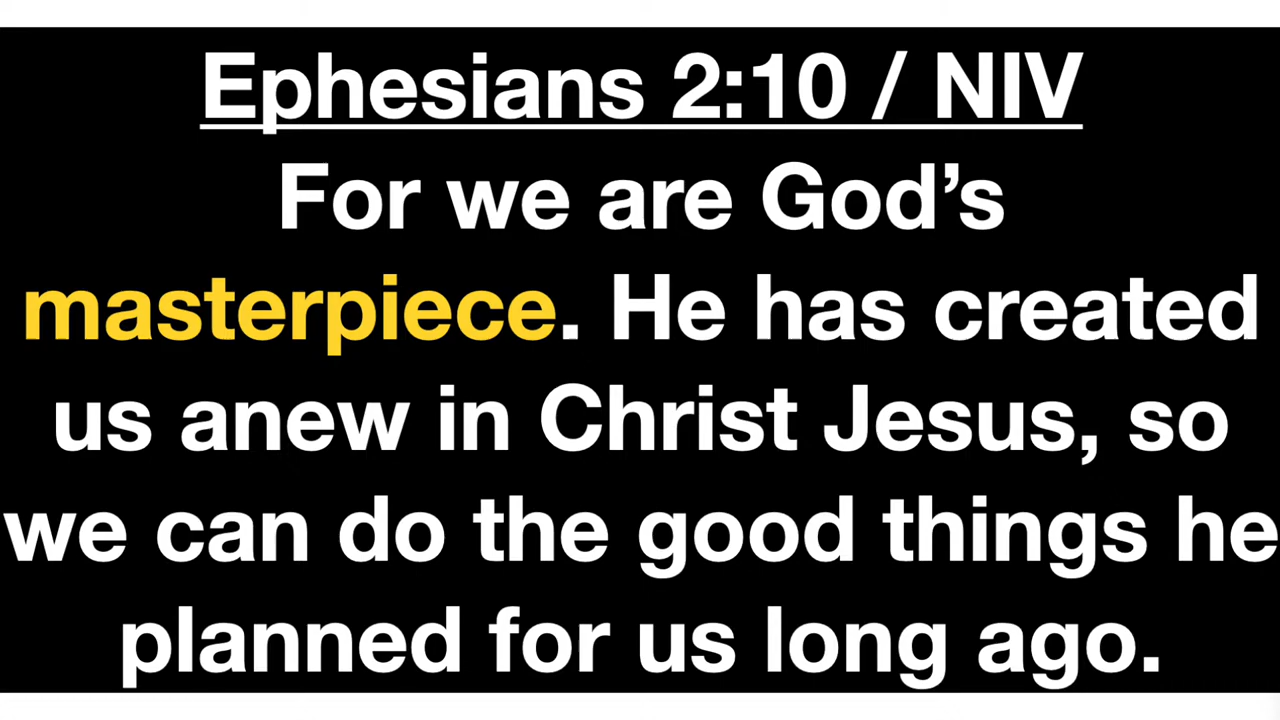 Ephesians 2:10 / NIV
For we are God’s
masterpiece. He has created
us anew in Christ Jesus, so
we can do the good things he
planned for us long ago.